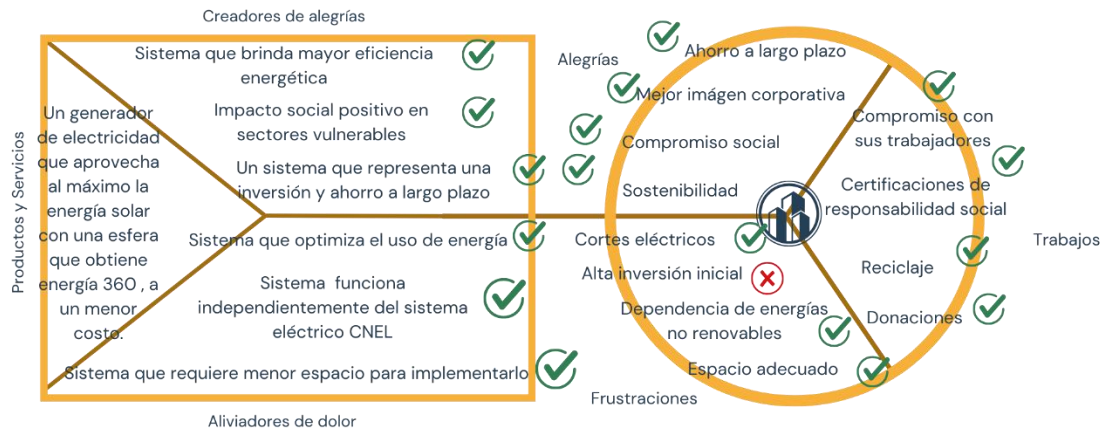 Creadores de alegrías
Sistema que brinda mayor eficiencia
energética
Impacto social positivo en
sectores vulnerables
Un sistema que representa una
inversión y ahorro a largo plazo
Productos y Servicios
Un generador
de electricidad
que aprovecha
al máximo la
energía solar
con una esfera
que obtiene
energía 360 , a
un menor
costo.
Sistema que optimiza el uso de energía
Sistema funciona
independientemente del sistema
eléctrico CNEL
Sistema que requiere menor espacio para implementarlo
Aliviadores de dolor
Alegrías
Ahorro a largo plazo
Mejor imágen corporativa
Compromiso social
Sostenibilidad
Cortes eléctricos
Alta inversión inicial
Dependencia de energías
no renovables
Espacio adecuado
Frustraciones
Compromiso con
sus trabajadores
Certificaciones de
responsabilidad social
Reciclaje
Donaciones
Trabajos